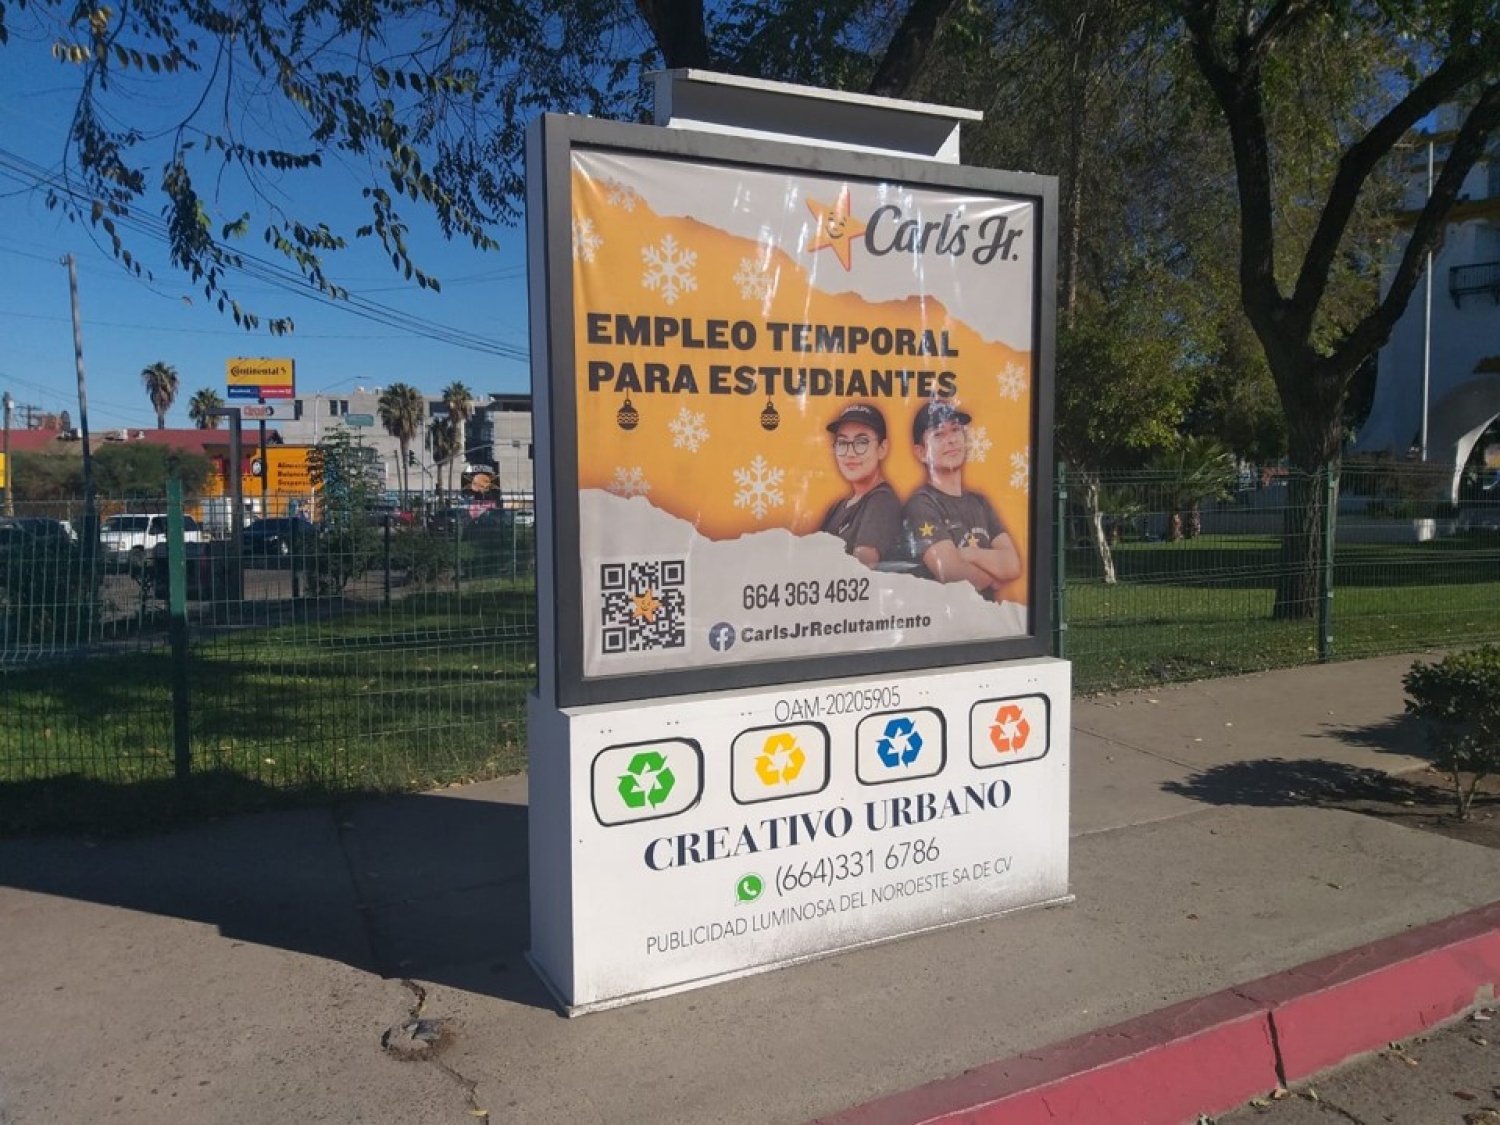 Carl's Jr.
EMPLEO TEMPORAL
PARA ESTUDIANTES
664 363 4632
CarlsJrReclutamiento
OAM-20205905
CREATIVO URBANO
(664)331 6786
PUBLICIDAD LUMINOSA DEL NOROESTE SA DE CV
Continental